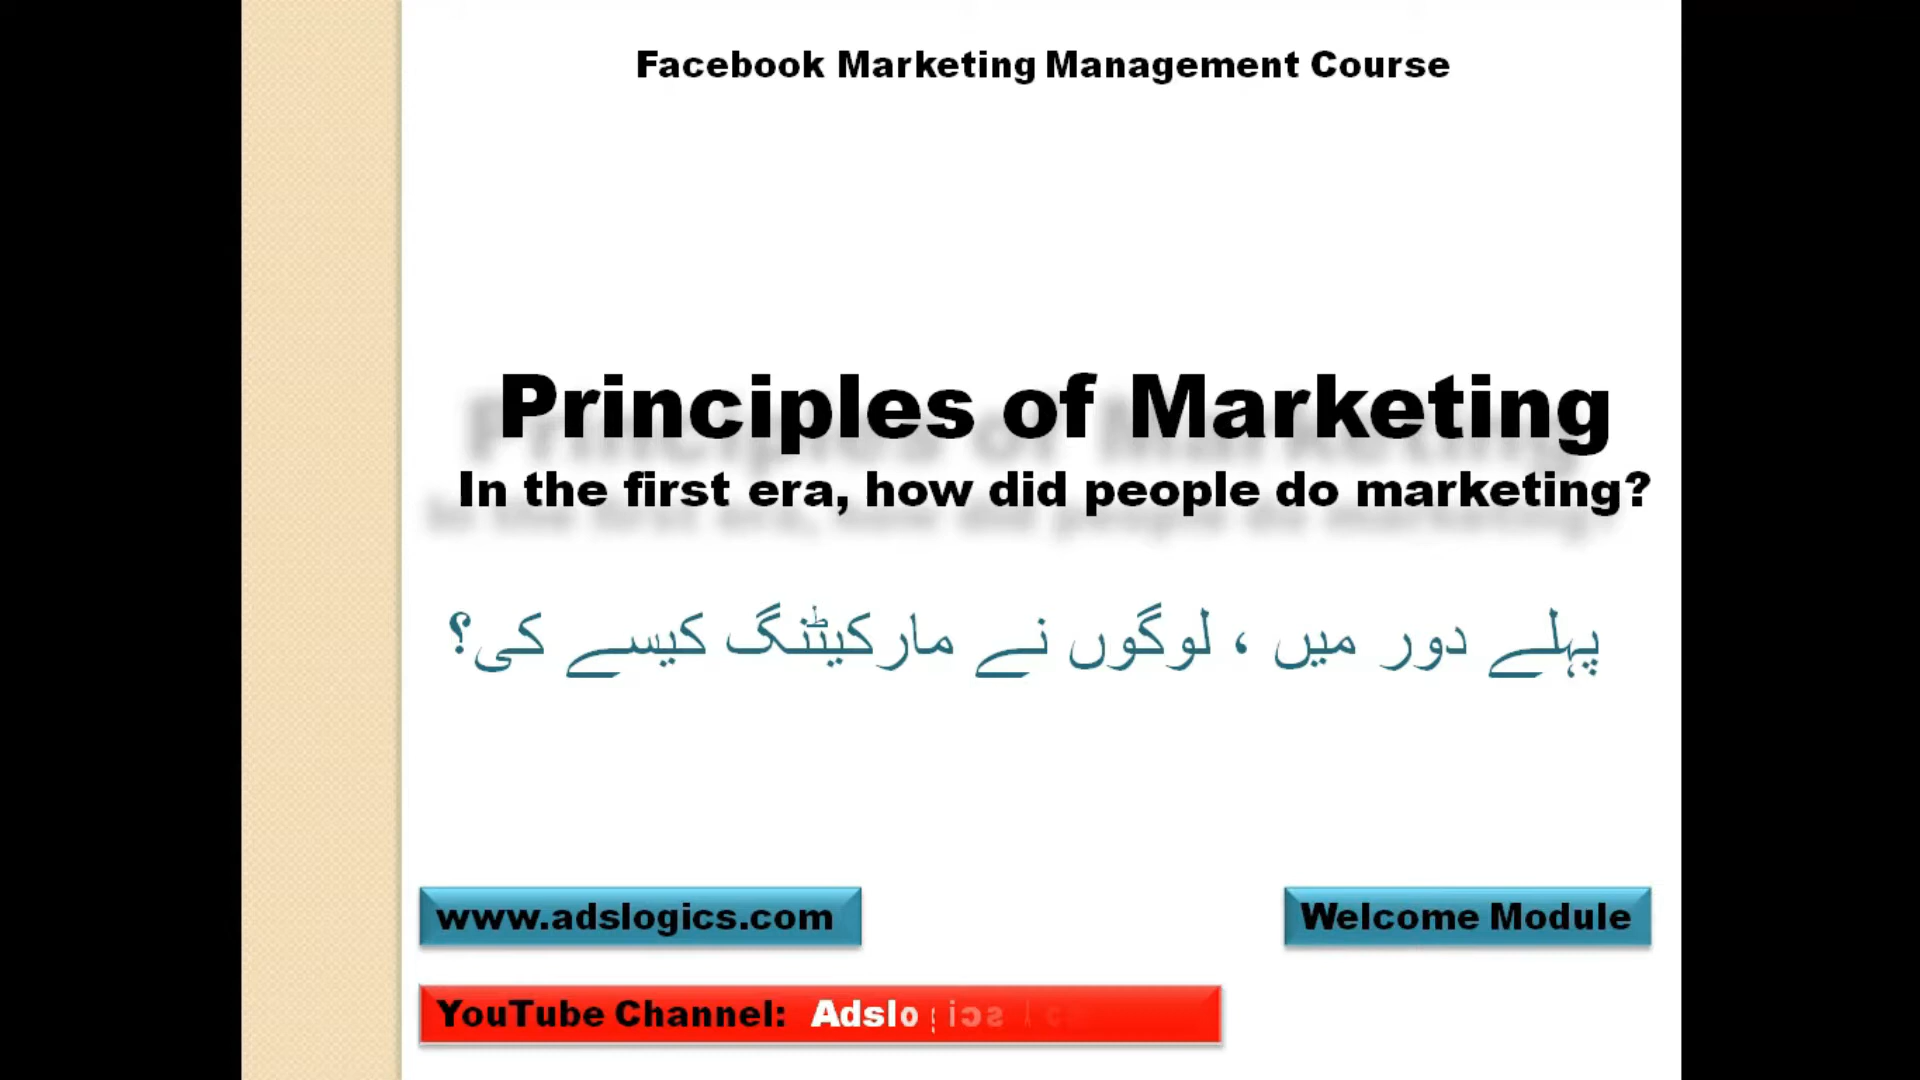 Facebook Marketing Management Course
Principles of Marketing
In the first era, how did people do marketing?
پہلے دور میں ، لوگوں نے مارکیٹنگ کیسے کی؟
www.adslogics.com
Welcome Module
YouTube Channel: